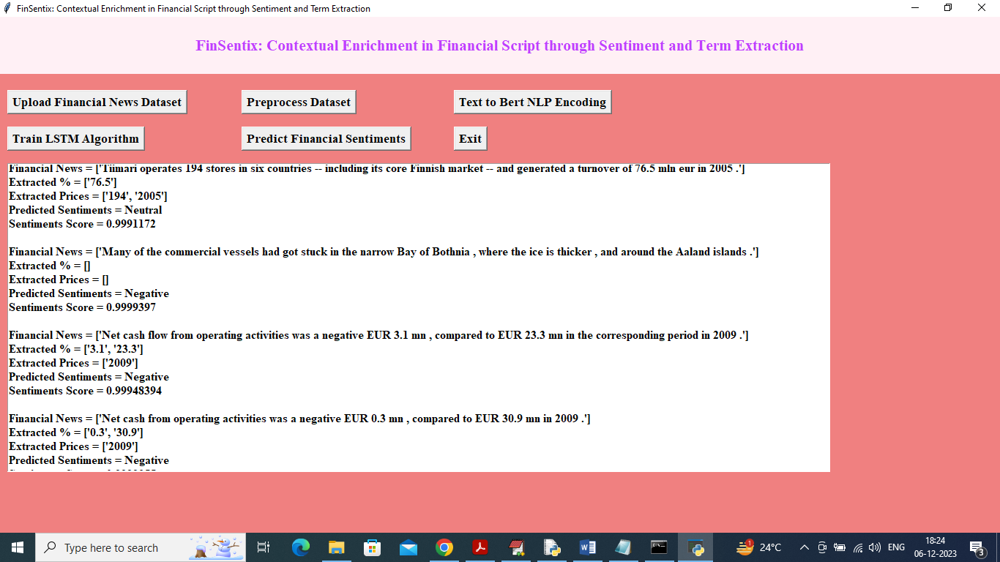 FinSentix: Contextual Enrichment in Financial Script through Sentiment and Term Extraction
FinSentix: Contextual Enrichment in Financial Script through Sentiment and Term Extraction
Upload Financial News Dataset
Preprocess Dataset
Text to Bert NLP Encoding
Train LSTM Algorithm
Predict Financial Sentiments
Exit
Financial News = ['Tiimari operates 194 stores in six countries -- including its core Finnish market -- and generated a turnover of 76.5 mln eur in 2005 .']
Extracted % = ['76.5']
Extracted Prices = ['194', '2005']
Predicted Sentiments = Neutral
Sentiments Score = 0.9991172
Financial News = ['Many of the commercial vessels had got stuck in the narrow Bay of Bothnia , where the ice is thicker , and around the Aaland islands .']
Extracted % = []
Extracted Prices = []
Predicted Sentiments = Negative
Sentiments Score = 0.9999397
Financial News = ['Net cash flow from operating activities was a negative EUR 3.1 mn , compared to EUR 23.3 mn in the corresponding period in 2009 .']
Extracted % = ['3.1', '23.3']
Extracted Prices = ['2009']
Predicted Sentiments = Negative
Sentiments Score = 0.99948394
Financial News = ['Net cash from operating activities was a negative EUR 0.3 mn , compared to EUR 30.9 mn in 2009 .']
Extracted % = ['0.3', '30.9']
Extracted Prices = ['2009']
Predicted Sentiments = Negative
Type here to search
24°C
ENG
18:24
06-12-2023
3